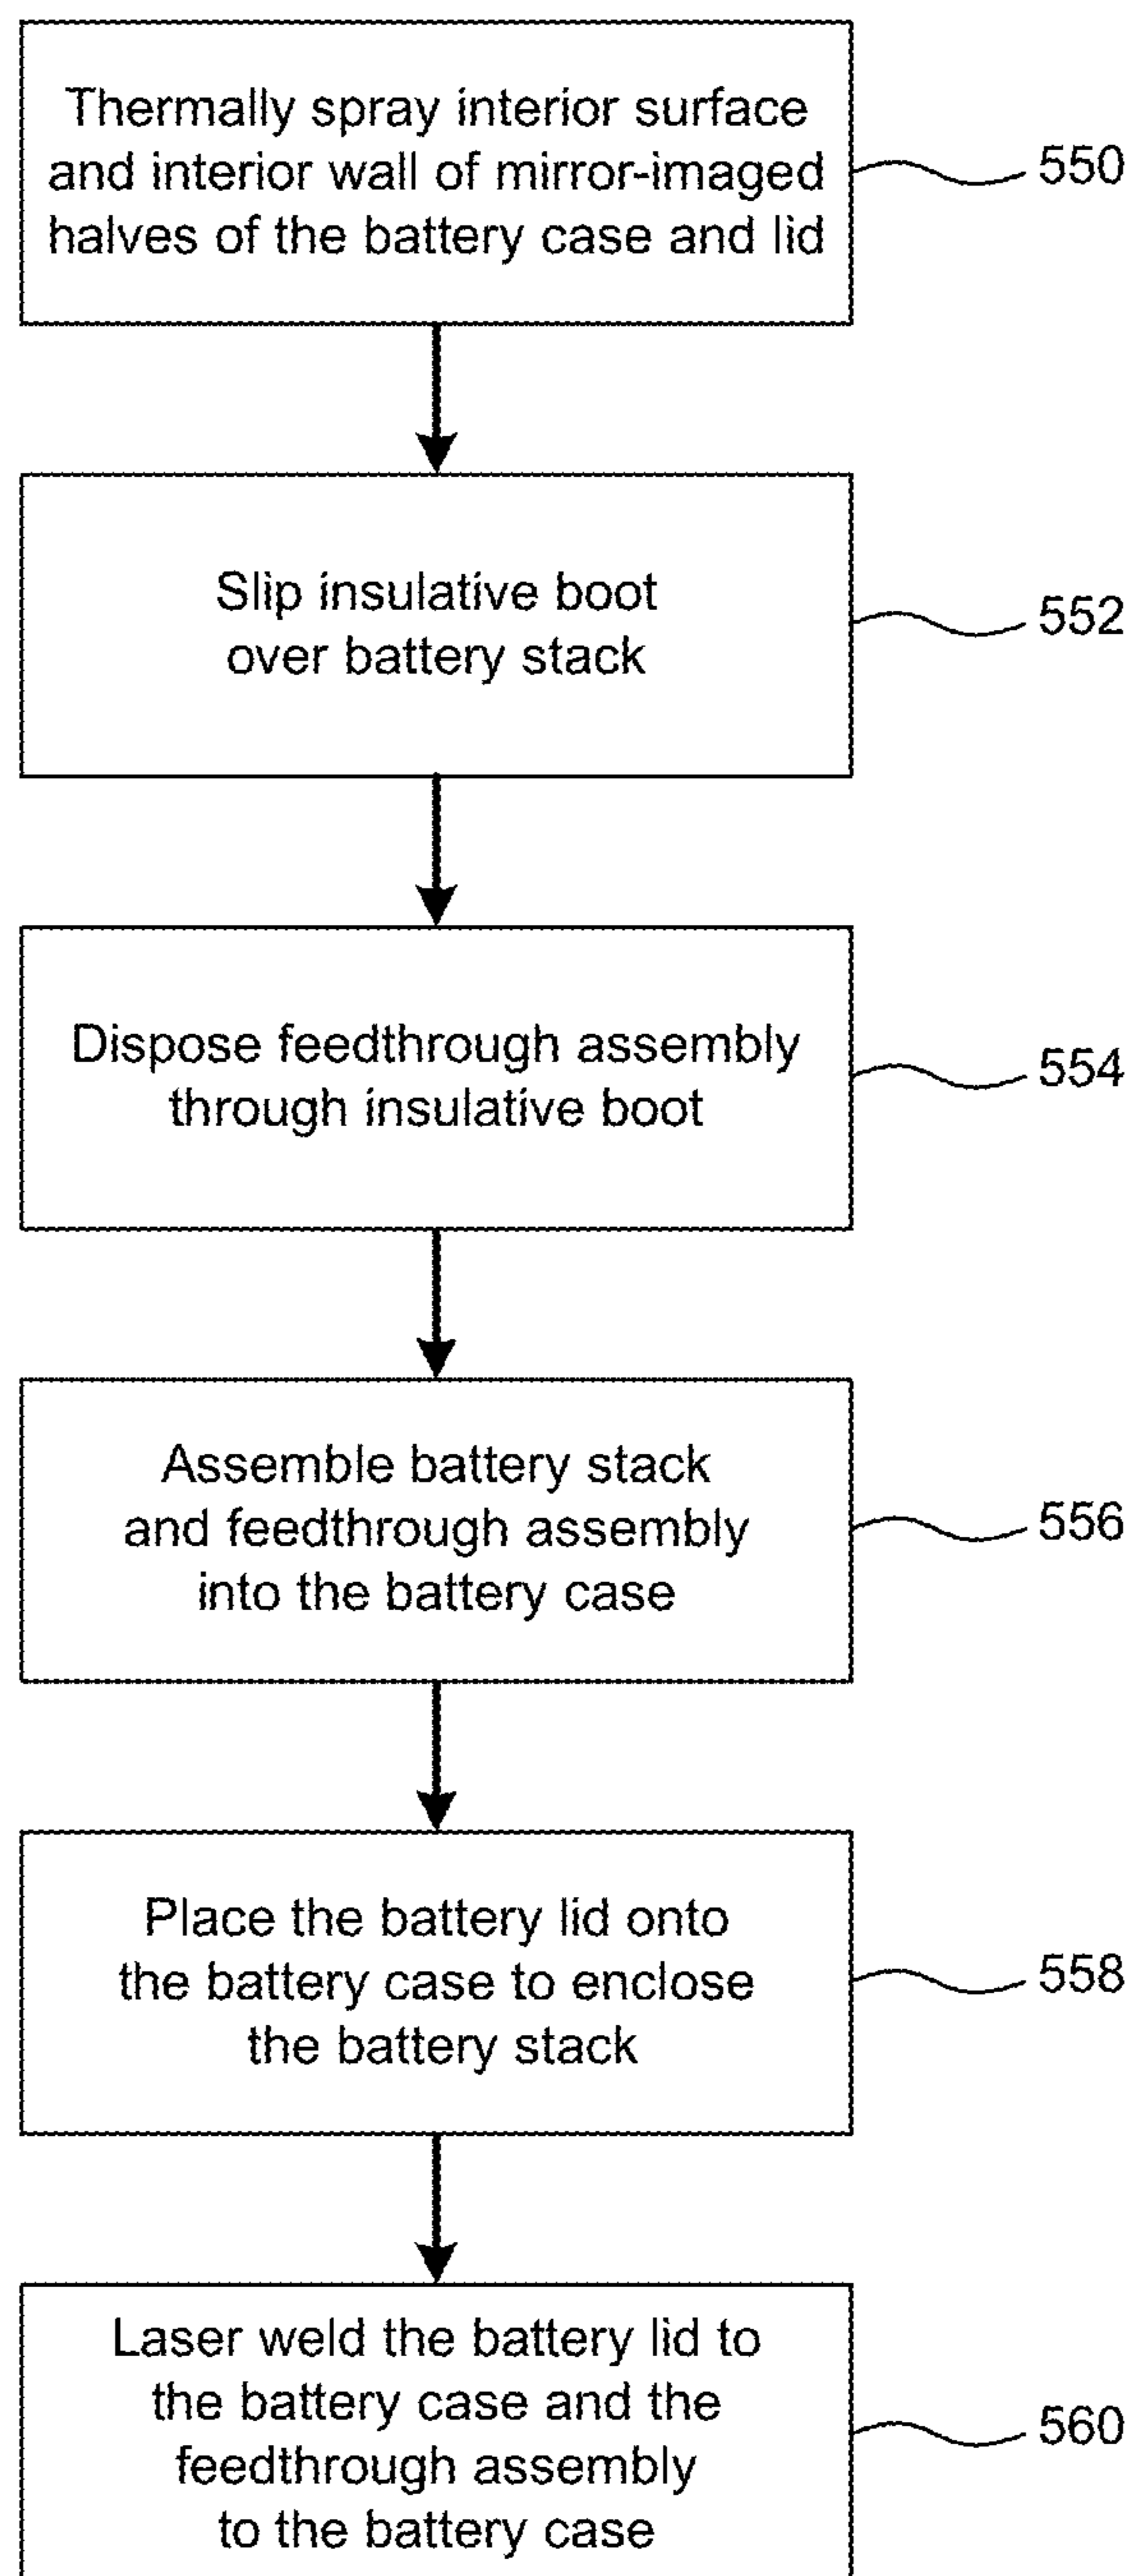 Thermally spray interior surface
and interior wall of mirror-imaged
halves of the battery case and lid
550
Slip insulative boot
over battery stack
552
Dispose feedthrough assembly
through insulative boot
554
Assemble battery stack
and feedthrough assembly
into the battery case
556
Place the battery lid onto
the battery case to enclose
the battery stack
558
Laser weld the battery lid to
the battery case and the
feedthrough assembly
to the battery case
560